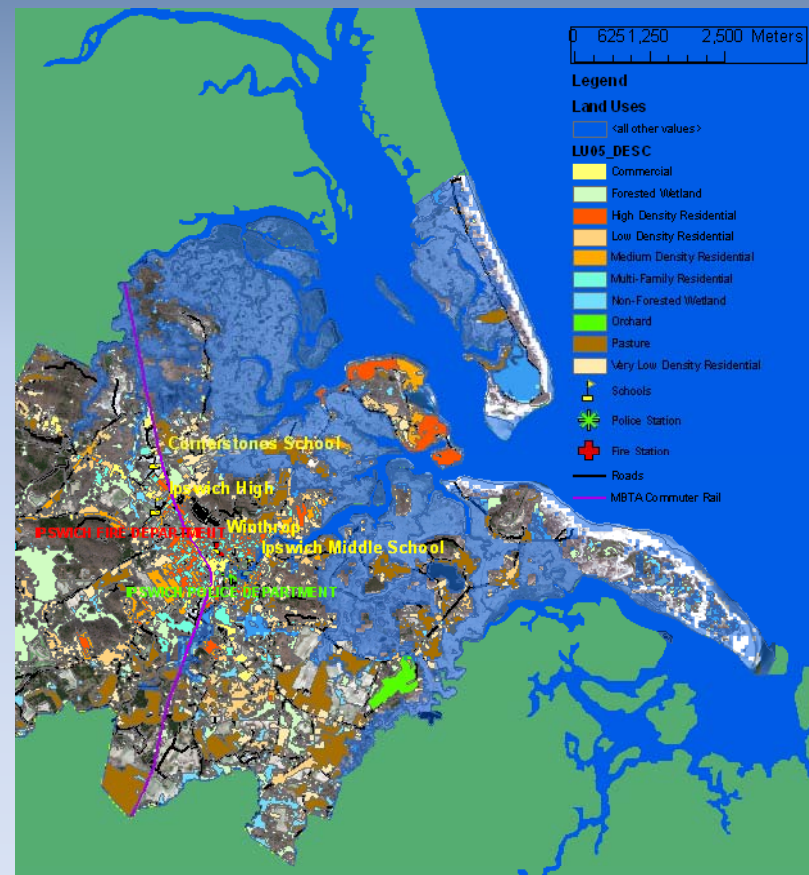 0 625 1,250 2,500 Meters
Legend
Land Uses
<all other values>
LU05_DESC
Commercial
Forested Wetland
High Density Residential
Low Density Residential
Medium Density Residential
Multi-Family Residential
Non-Forested Wetland
Orchard
Pasture
Very Low Density Residential
Schools
Police Station
Fire Station
Roads
MBTA Commuter Rail
Cornerstones School
Ipswich High
IPSWICH FIRE DEPARTMENT
Winthrop
Ipswich Middle School
IPSWICH POLICE DEPARTMENT